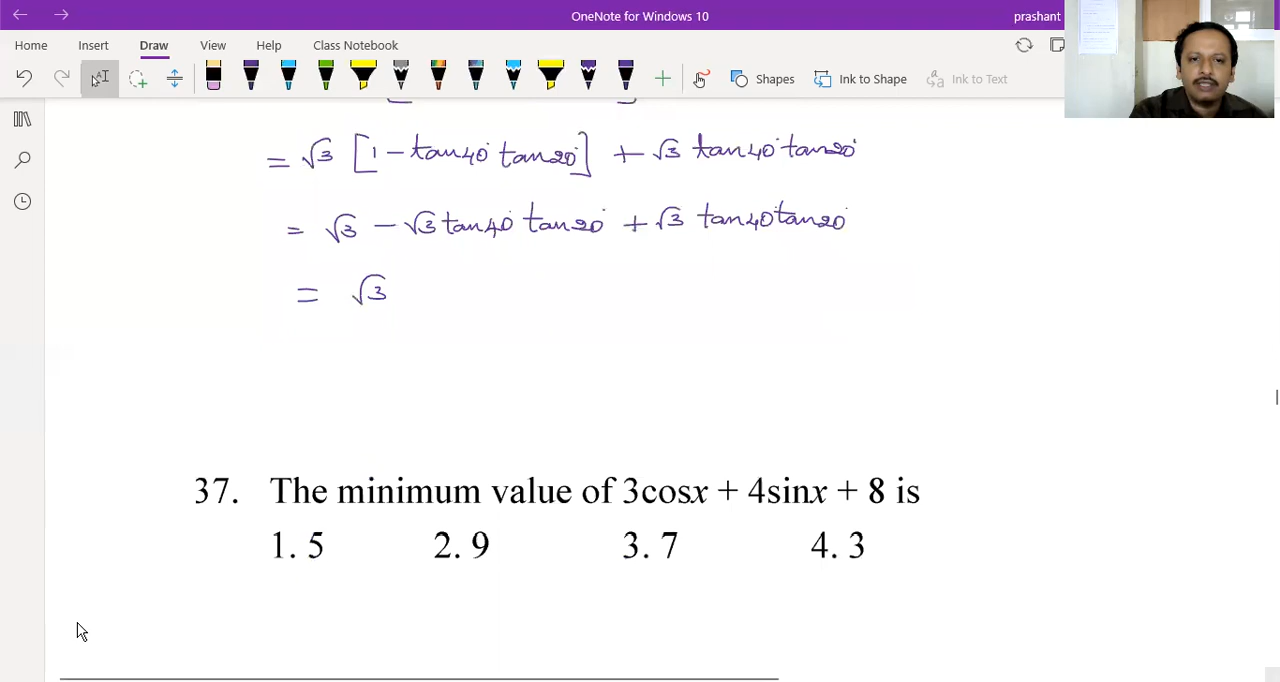 OneNote for Windows 10
prashant
Home Insert Draw View Help Class Notebook
Shapes Ink to Shape Ink to Text
= √3 [1 - tan40° tan20°] + √3 tan40° tan20°
= √3 - √3 tan40° tan20° + √3 tan40° tan20°
= √3
37. The minimum value of 3cosx + 4sinx + 8 is
1. 5 2. 9 3. 7 4. 3